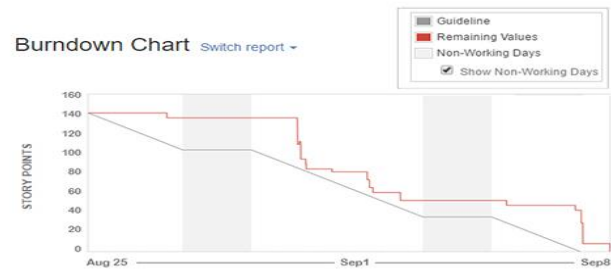 Burndown Chart Switch report
Guideline
Remaining Values
Non-Working Days
Show Non-Working Days
STORY POINTS
160
140
120
100
80
60
40
20
0
Aug 25
Sep1
Sep8